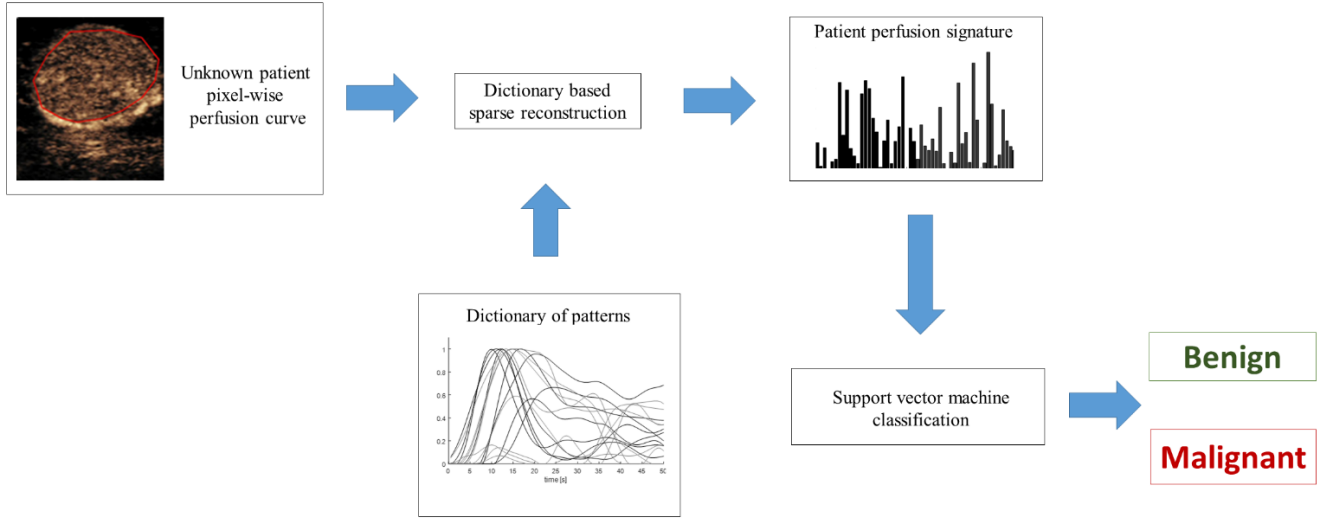 Unknown patient
pixel-wise
perfusion curve
Dictionary based
sparse reconstruction
Patient perfusion signature
Dictionary of patterns
1
0.8
0.6
0.4
0.2
0
0 5 10 15 20 25 30 35 40 45 50
time [s]
Support vector machine
classification
Benign
Malignant